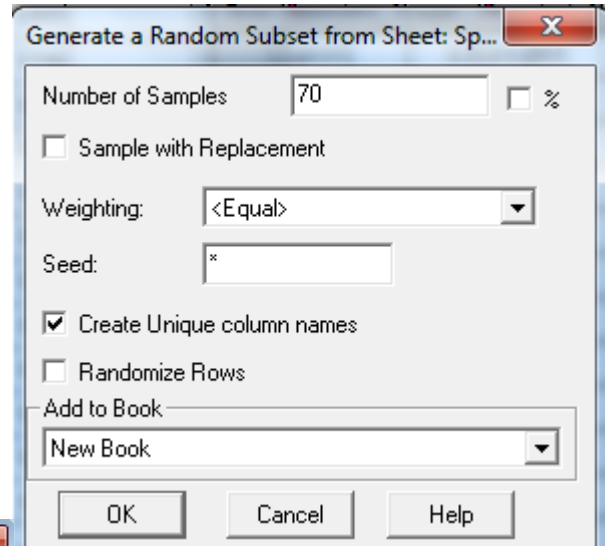 Generate a Random Subset from Sheet: Sp...
Number of Samples 70 %
Sample with Replacement
Weighting: <Equal>
Seed: *
Create Unique column names
Randomize Rows
Add to Book
New Book
OK Cancel Help